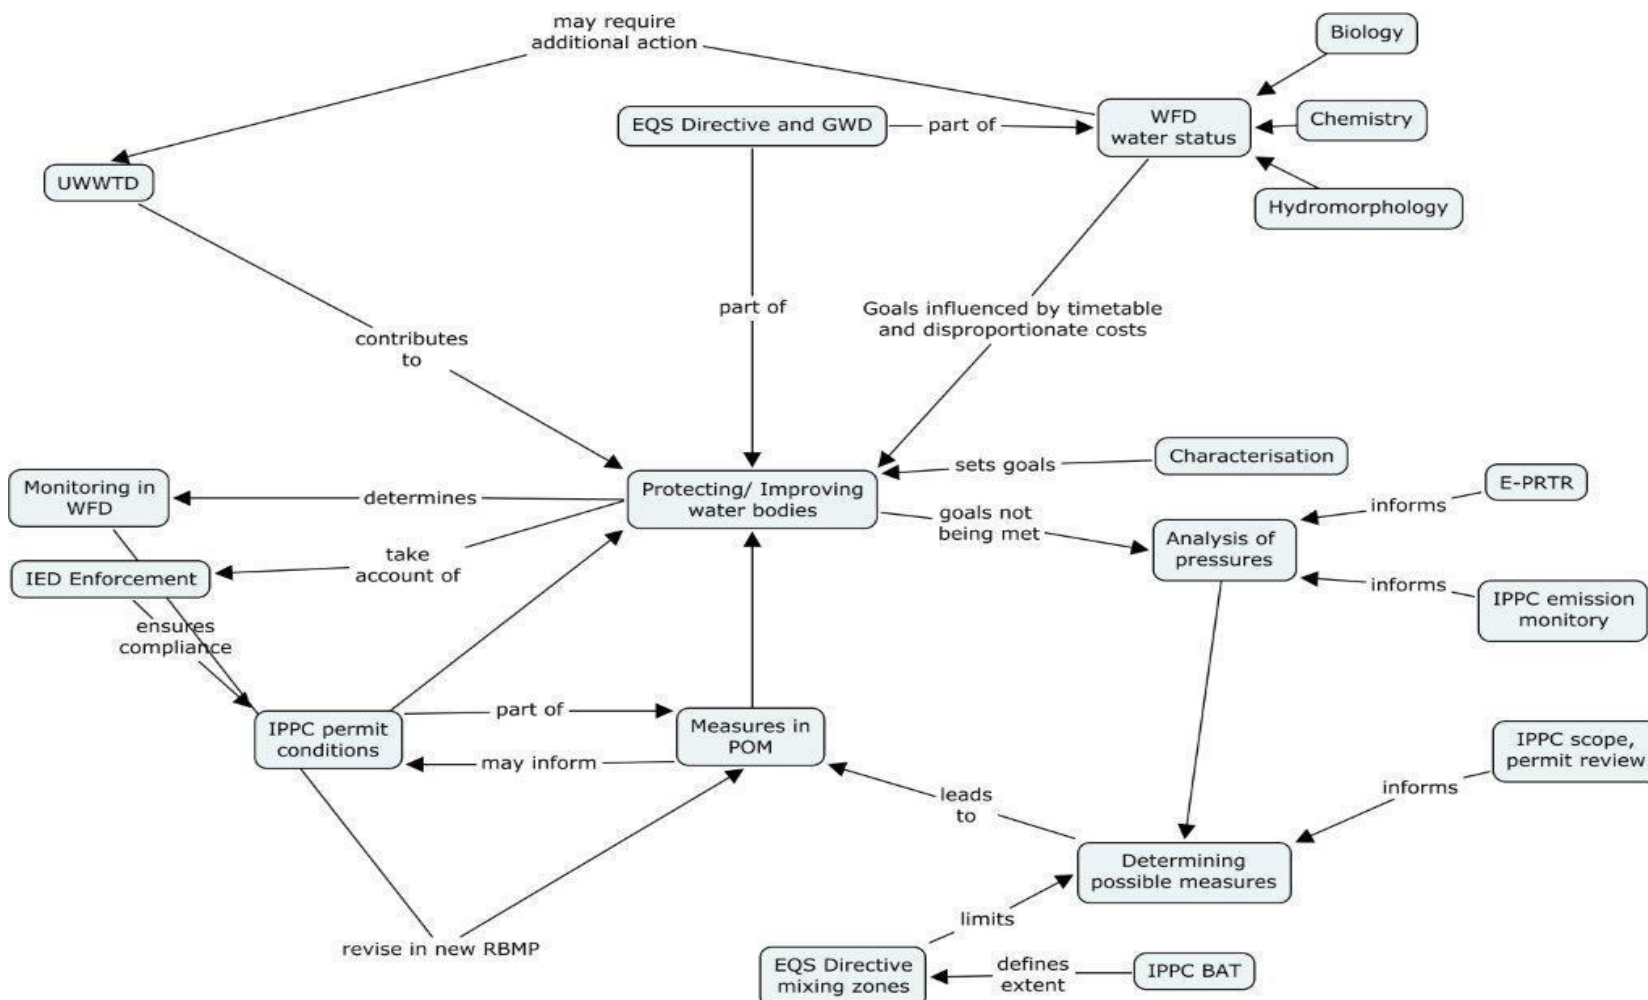 may require
additional action
Biology
EQS Directive and GWD
part of
WFD
water status
Chemistry
UWWTD
Hydromorphology
part of
Goals influenced by timetable
and disproportionate costs
contributes
to
Characterisation
sets goals
Monitoring in
WFD
determines
Protecting/ Improving
water bodies
E-PRTR
informs
goals not
being met
Analysis of
pressures
take
account of
IED Enforcement
informs
IPPC emission
monitory
ensures
compliance
IPPC permit
conditions
part of
Measures in
POM
may inform
IPPC scope,
permit review
informs
leads
to
Determining
possible measures
limits
revise in new RBMP
EQS Directive
mixing zones
defines
extent
IPPC BAT